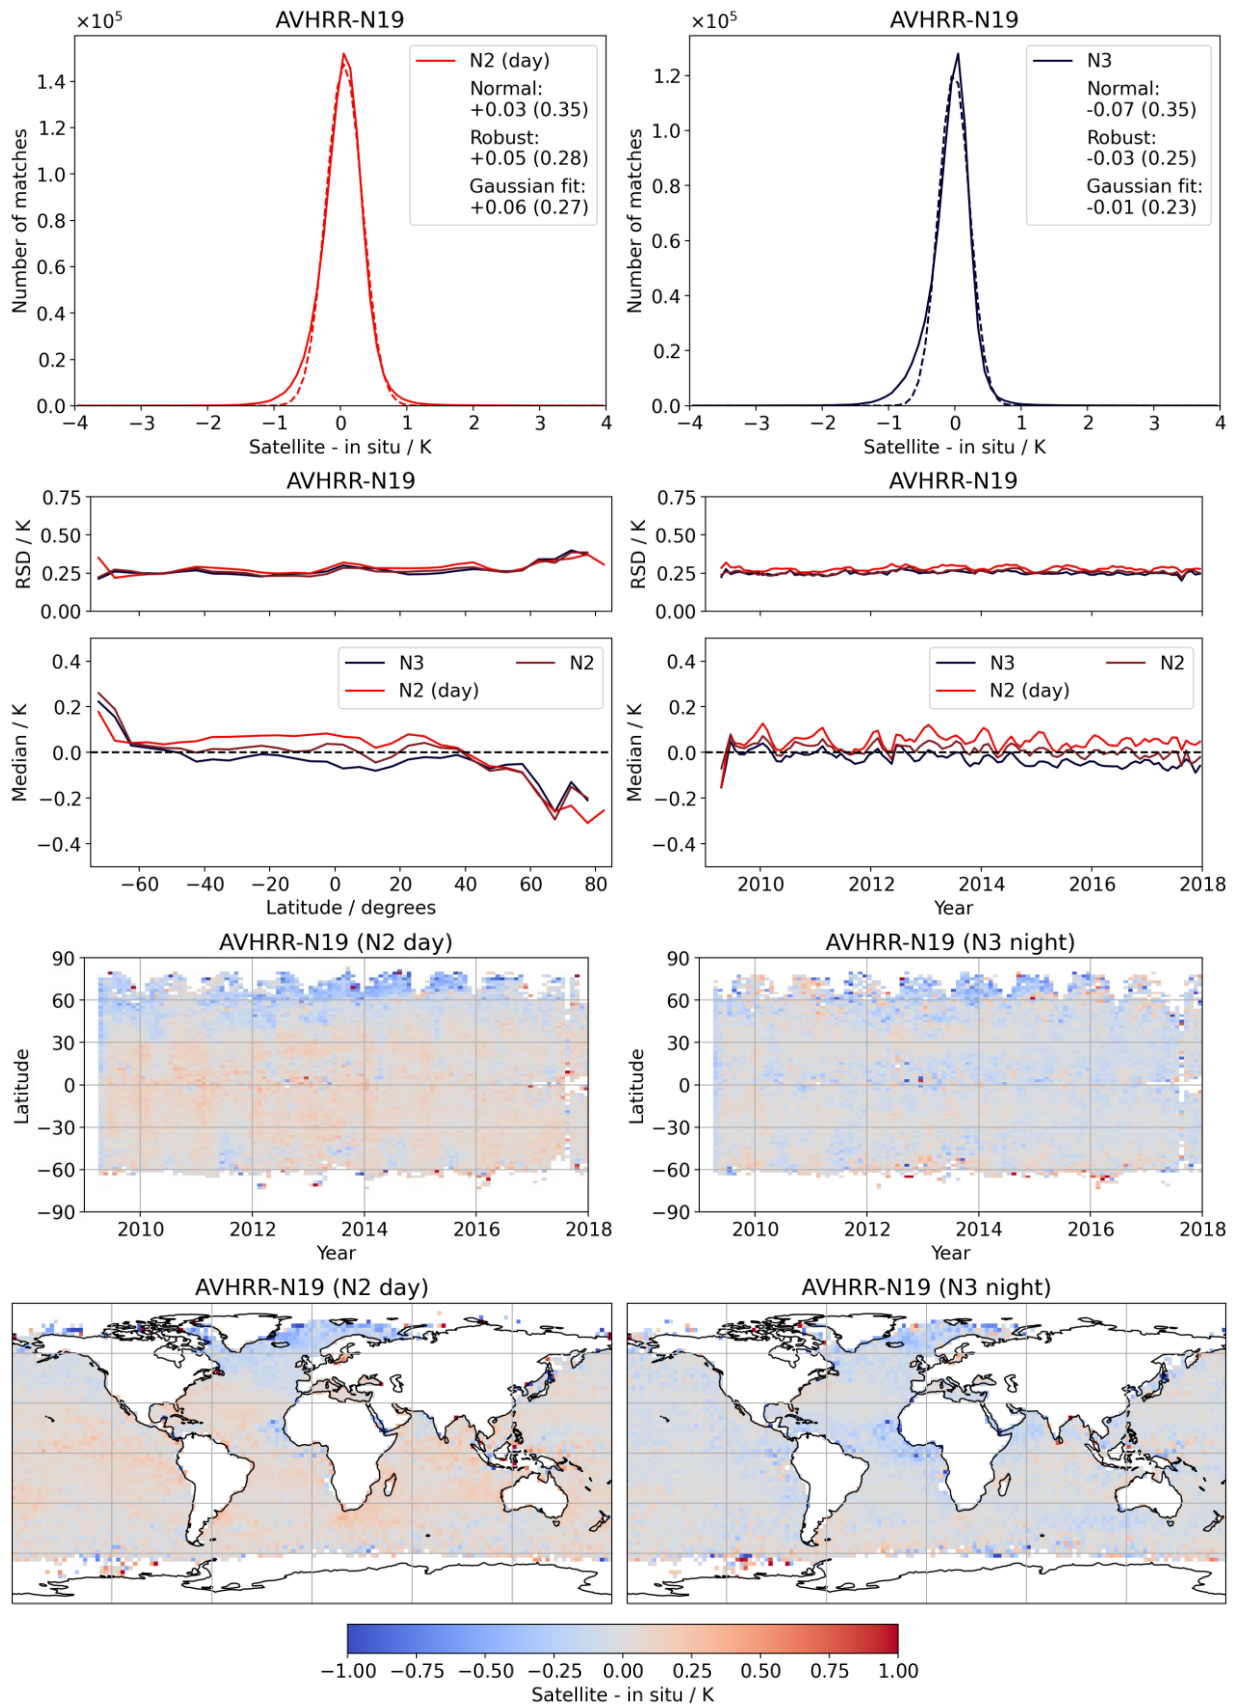 AVHRR-N19
×10⁵
N2 (day)
Normal:
+0.03 (0.35)
Robust:
+0.05 (0.28)
Gaussian fit:
+0.06 (0.27)
Number of matches
1.4
1.2
1.0
0.8
0.6
0.4
0.2
0.0
−4 −3 −2 −1 0 1 2 3 4
Satellite - in situ / K
AVHRR-N19
×10⁵
N3
Normal:
-0.07 (0.35)
Robust:
-0.03 (0.25)
Gaussian fit:
-0.01 (0.23)
Number of matches
1.2
1.0
0.8
0.6
0.4
0.2
0.0
−4 −3 −2 −1 0 1 2 3 4
Satellite - in situ / K
AVHRR-N19
RSD / K
0.75
0.50
0.25
0.00
Median / K
0.4
0.2
0.0
−0.2
−0.4
N3 N2
N2 (day)
−60 −40 −20 0 20 40 60 80
Latitude / degrees
AVHRR-N19
RSD / K
0.75
0.50
0.25
0.00
Median / K
0.4
0.2
0.0
−0.2
−0.4
N3 N2
N2 (day)
2010 2012 2014 2016 2018
Year
AVHRR-N19 (N2 day)
Latitude
90
60
30
0
−30
−60
−90
2010 2012 2014 2016 2018
Year
AVHRR-N19 (N3 night)
Latitude
90
60
30
0
−30
−60
−90
2010 2012 2014 2016 2018
Year
AVHRR-N19 (N2 day)
AVHRR-N19 (N3 night)
−1.00 −0.75 −0.50 −0.25 0.00 0.25 0.50 0.75 1.00
Satellite - in situ / K